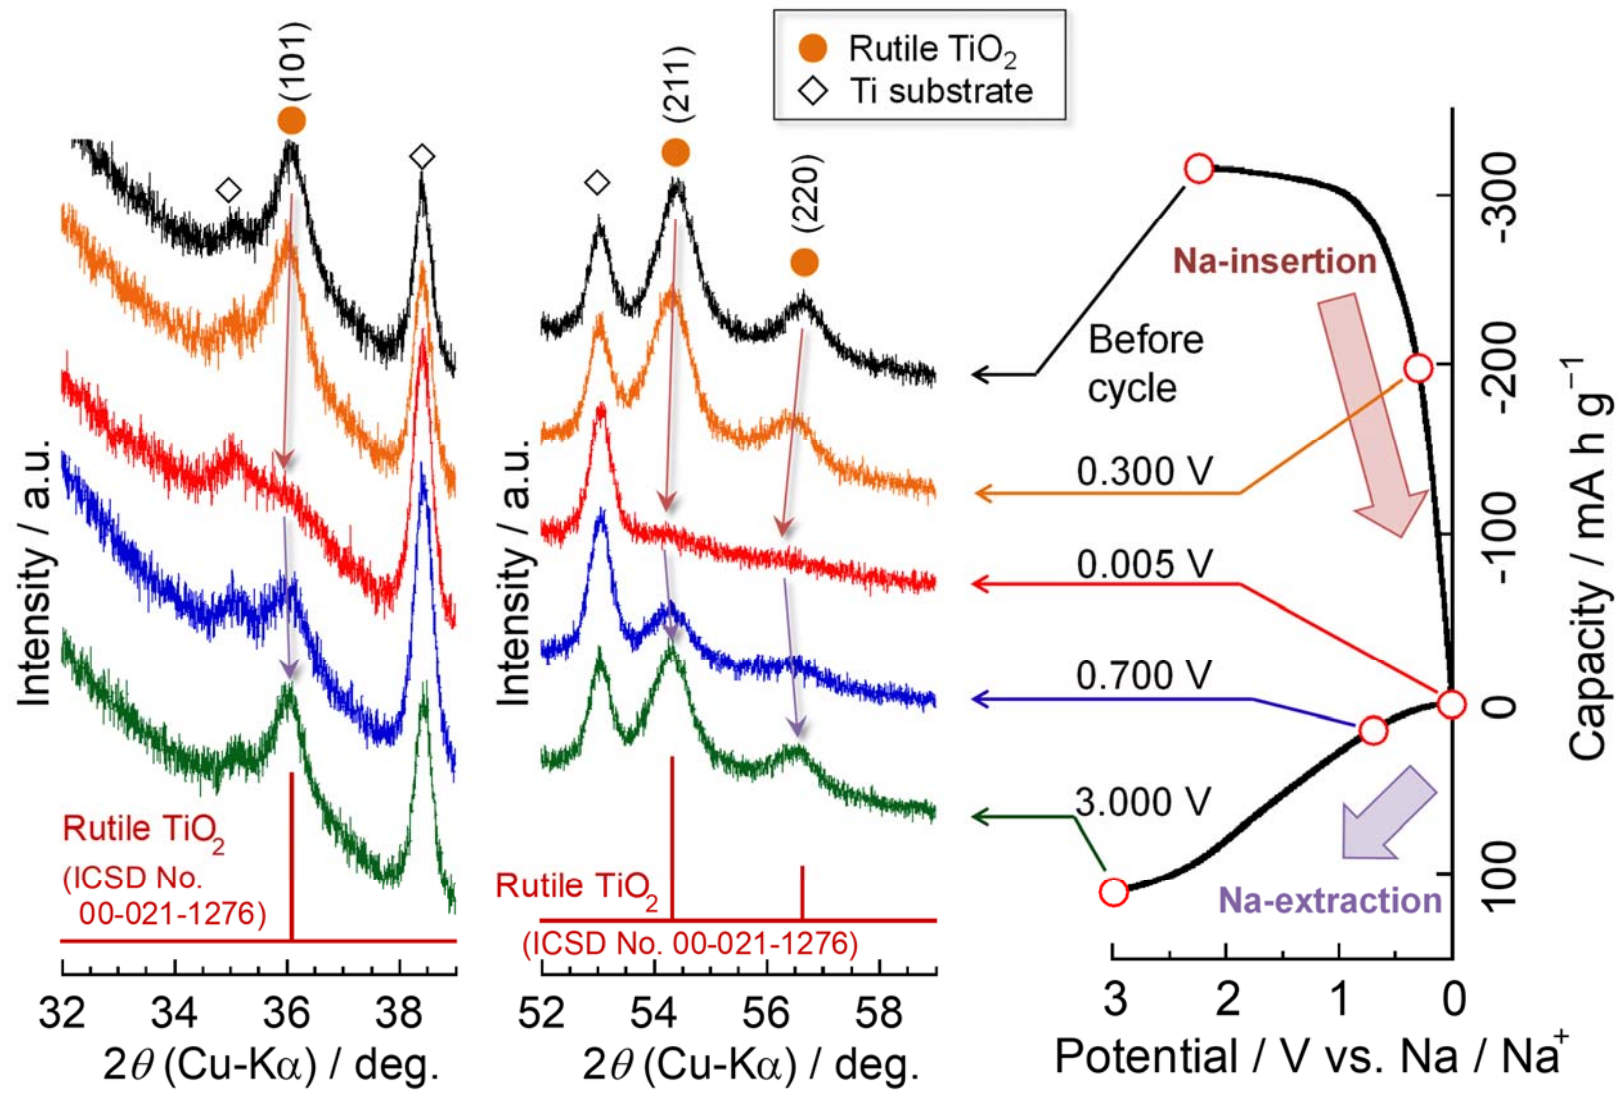 Rutile TiO2
Ti substrate
(101)
(211)
(220)
Intensity / a.u.
Rutile TiO2
(ICSD No.
00-021-1276)
32 34 36 38
2θ (Cu-Kα) / deg.
Intensity / a.u.
Rutile TiO2
(ICSD No. 00-021-1276)
52 54 56 58
2θ (Cu-Kα) / deg.
Before
cycle
0.300 V
0.005 V
0.700 V
3.000 V
Na-insertion
Na-extraction
-300
-200
-100
0
100
Capacity / mA h g−1
3 2 1 0
Potential / V vs. Na / Na+